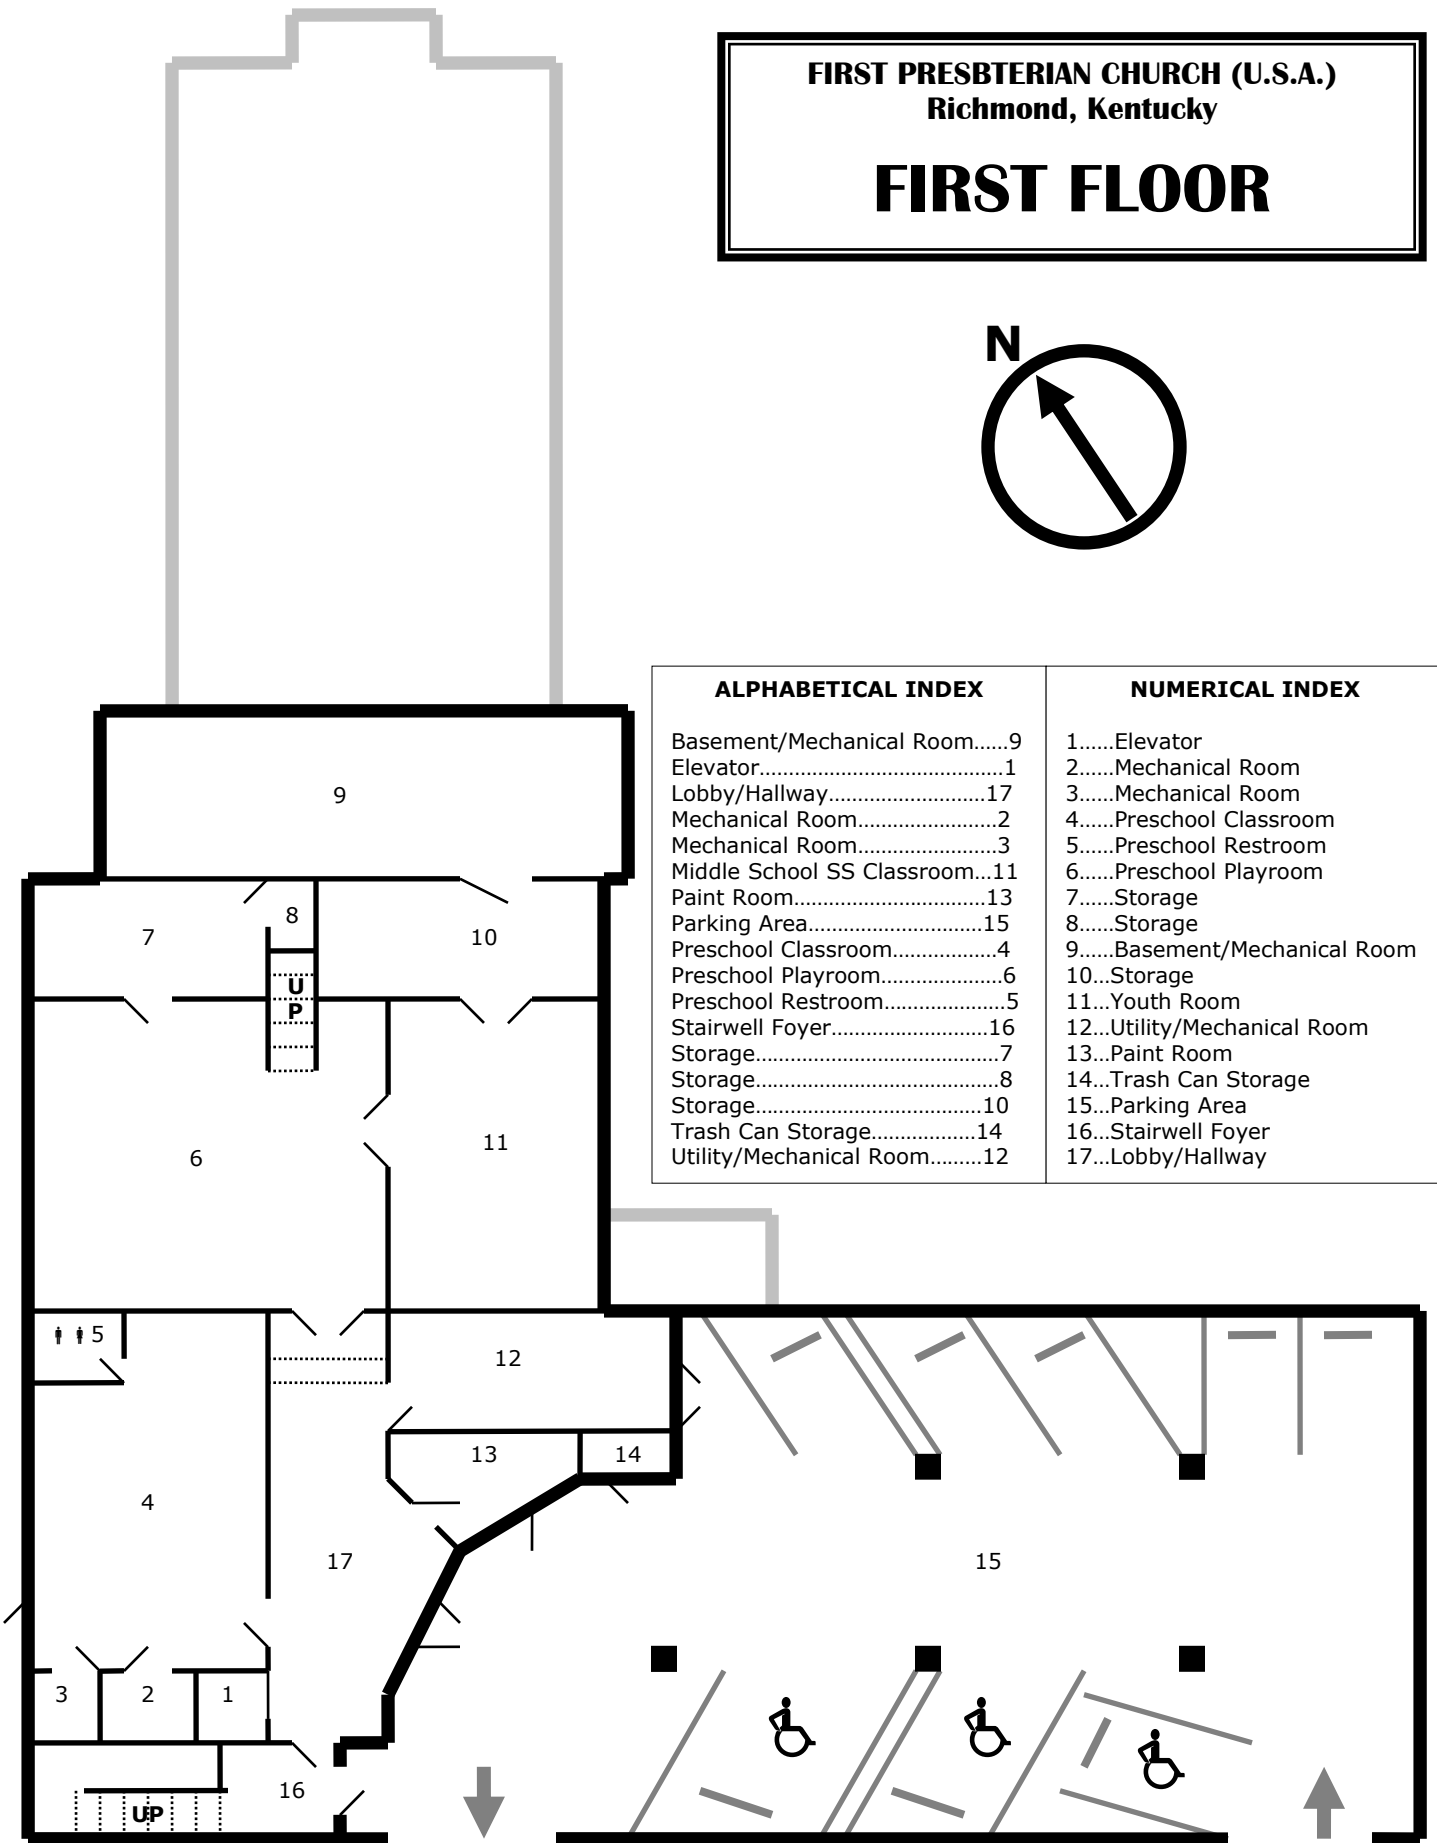 FIRST PRESBTERIAN CHURCH (U.S.A.)
Richmond, Kentucky
FIRST FLOOR
N
ALPHABETICAL INDEX
Basement/Mechanical Room......9
Elevator..........................................1
Lobby/Hallway...........................17
Mechanical Room........................2
Mechanical Room........................3
Middle School SS Classroom...11
Paint Room.................................13
Parking Area..............................15
Preschool Classroom..................4
Preschool Playroom.....................6
Preschool Restroom.....................5
Stairwell Foyer..........................16
Storage..........................................7
Storage..........................................8
Storage.......................................10
Trash Can Storage..................14
Utility/Mechanical Room.........12
NUMERICAL INDEX
1......Elevator
2......Mechanical Room
3......Mechanical Room
4......Preschool Classroom
5......Preschool Restroom
6......Preschool Playroom
7......Storage
8......Storage
9......Basement/Mechanical Room
10...Storage
11...Youth Room
12...Utility/Mechanical Room
13...Paint Room
14...Trash Can Storage
15...Parking Area
16...Stairwell Foyer
17...Lobby/Hallway
9
8
7
10
U
P
11
6
5
12
13
14
4
17
15
3
2
1
16
UP